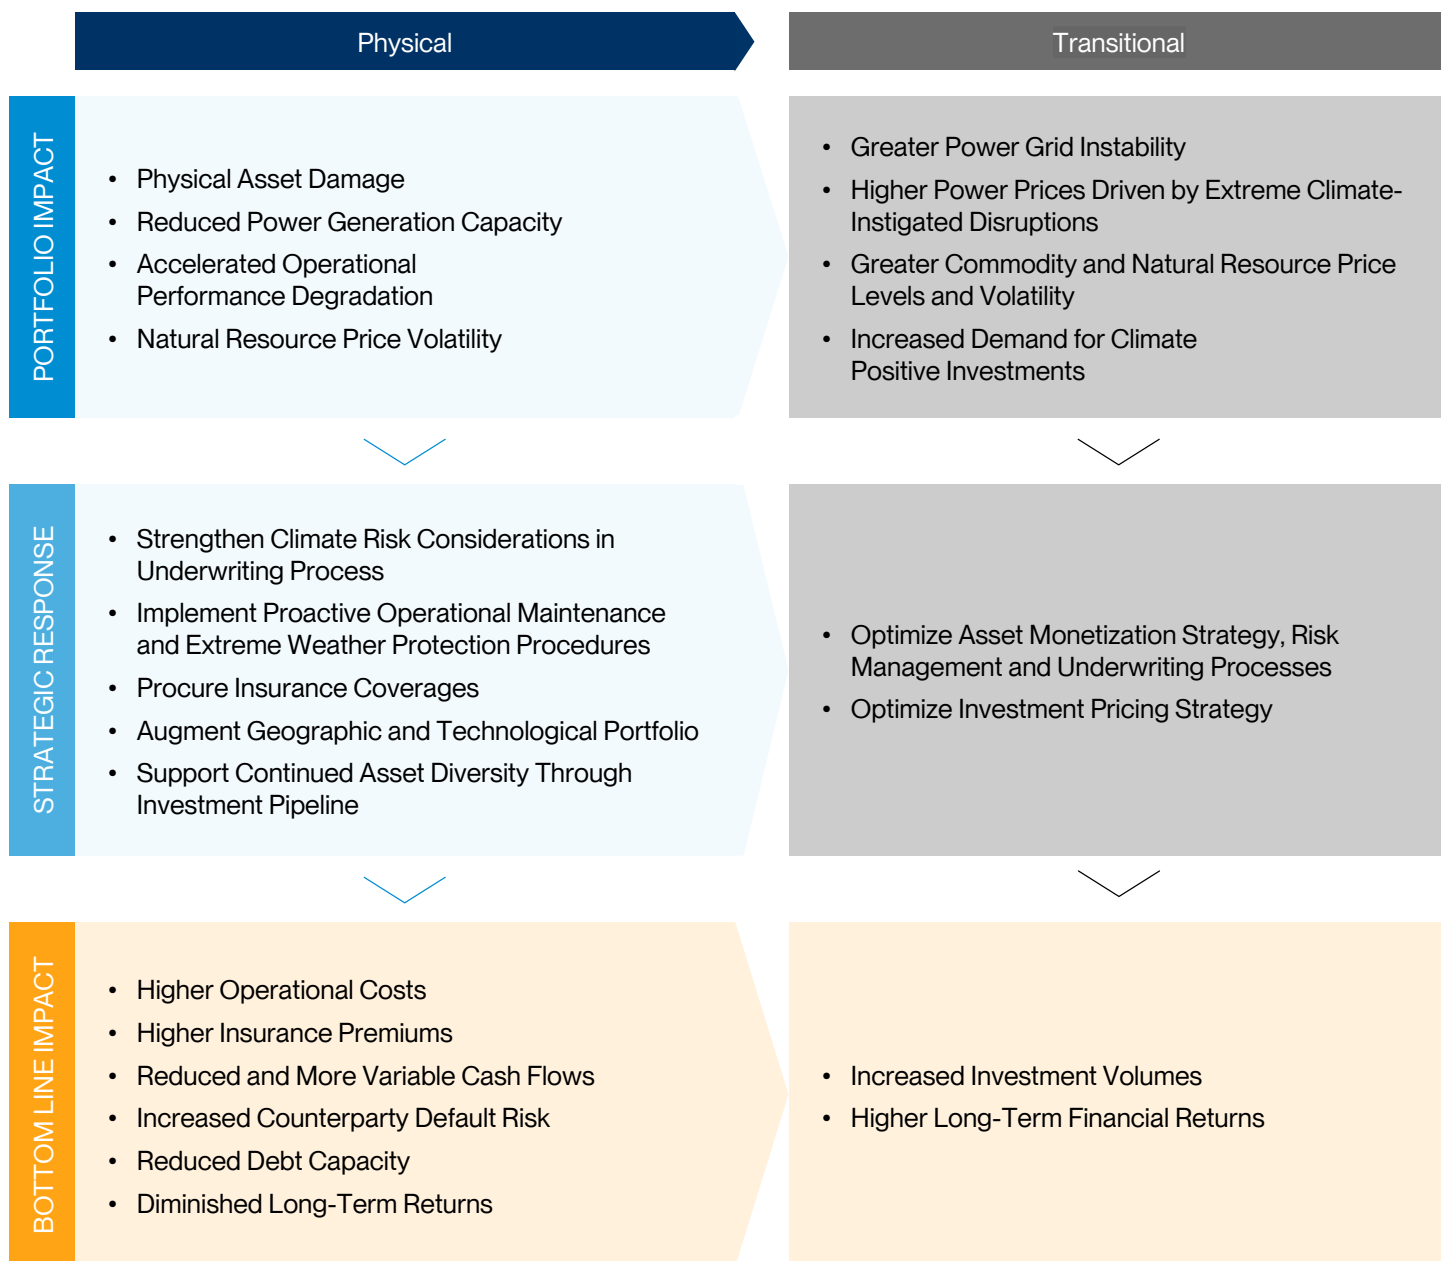 Physical
Transitional
PORTFOLIO IMPACT
• Physical Asset Damage
• Reduced Power Generation Capacity
• Accelerated Operational
Performance Degradation
• Natural Resource Price Volatility
• Greater Power Grid Instability
• Higher Power Prices Driven by Extreme Climate-
Instigated Disruptions
• Greater Commodity and Natural Resource Price
Levels and Volatility
• Increased Demand for Climate
Positive Investments
STRATEGIC RESPONSE
• Strengthen Climate Risk Considerations in
Underwriting Process
• Implement Proactive Operational Maintenance
and Extreme Weather Protection Procedures
• Procure Insurance Coverages
• Augment Geographic and Technological Portfolio
• Support Continued Asset Diversity Through
Investment Pipeline
• Optimize Asset Monetization Strategy, Risk
Management and Underwriting Processes
• Optimize Investment Pricing Strategy
BOTTOM LINE IMPACT
• Higher Operational Costs
• Higher Insurance Premiums
• Reduced and More Variable Cash Flows
• Increased Counterparty Default Risk
• Reduced Debt Capacity
• Diminished Long-Term Returns
• Increased Investment Volumes
• Higher Long-Term Financial Returns